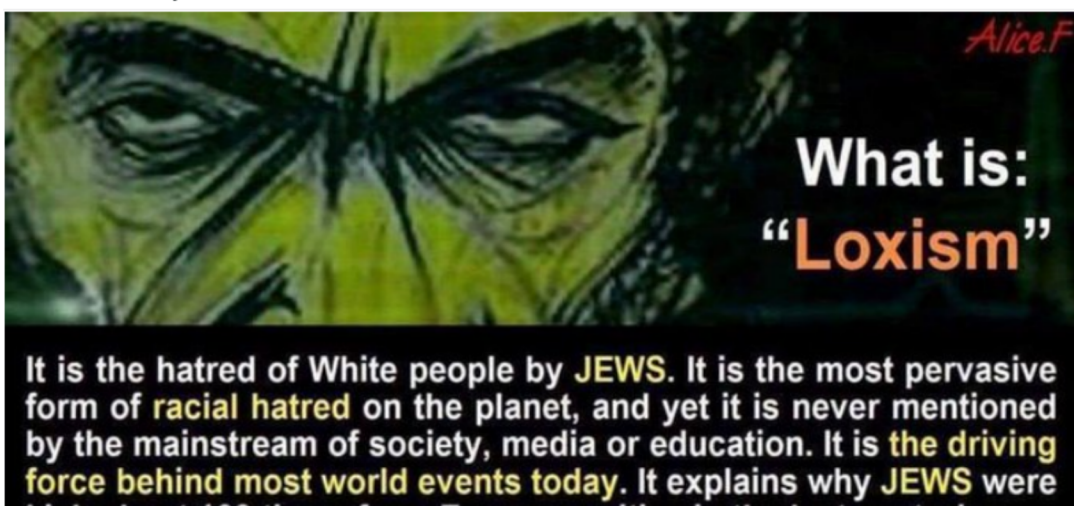 Alice.F
What is:
“Loxism”
It is the hatred of White people by JEWS. It is the most pervasive
form of racial hatred on the planet, and yet it is never mentioned
by the mainstream of society, media or education. It is the driving
force behind most world events today. It explains why JEWS were